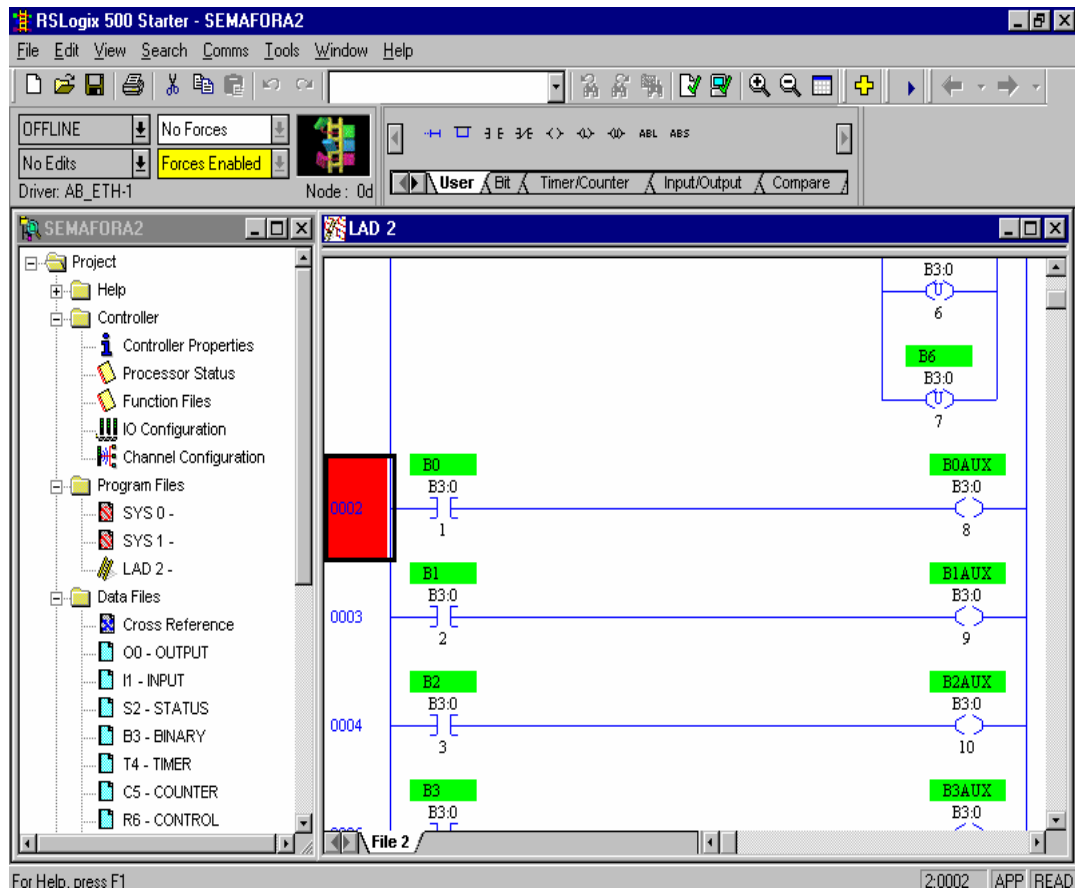 RSLogix 500 Starter - SEMAFORA2
File Edit View Search Comms Tools Window Help
OFFLINE No Forces
No Edits Forces Enabled
Driver: AB_ETH-1 Node : 0d
ABL ABS
User Bit Timer/Counter Input/Output Compare
SEMAFORA2
Project
Help
Controller
Controller Properties
Processor Status
Function Files
IO Configuration
Channel Configuration
Program Files
SYS 0 -
SYS 1 -
LAD 2 -
Data Files
Cross Reference
O0 - OUTPUT
I1 - INPUT
S2 - STATUS
B3 - BINARY
T4 - TIMER
C5 - COUNTER
R6 - CONTROL
LAD 2
B3:0
U
6
B6
B3:0
U
7
B0 B0AUX
B3:0 B3:0
0002
1 8
B1 B1AUX
B3:0 B3:0
0003
2 9
B2 B2AUX
B3:0 B3:0
0004
3 10
B3 B3AUX
B3:0 B3:0
File 2
For Help, press F1 2:0002 APP READ